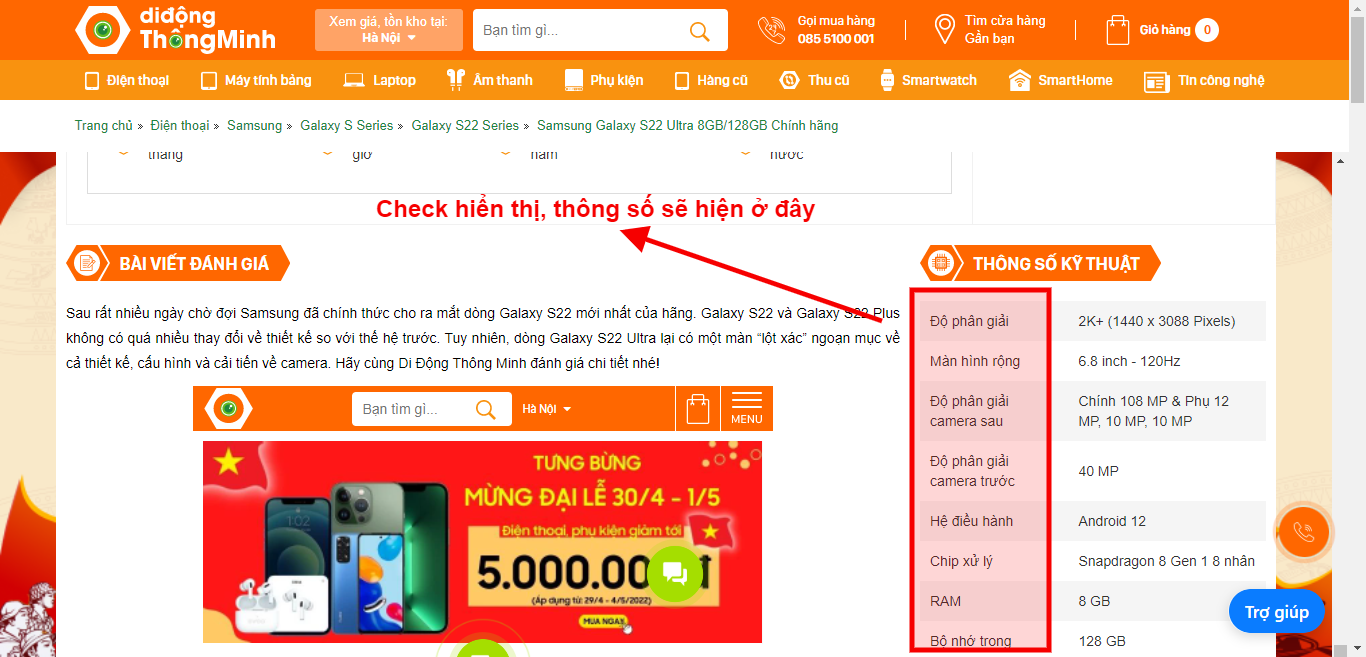 diđộng
ThôngMinh
Xem giá, tồn kho tại:
Hà Nội
Bạn tìm gì...
Gọi mua hàng
085 5100 001
Tìm cửa hàng
Gần bạn
Giỏ hàng 0
Điện thoại
Máy tính bảng
Laptop
Âm thanh
Phụ kiện
Hàng cũ
Thu cũ
Smartwatch
SmartHome
Tin công nghệ
Trang chủ » Điện thoại » Samsung » Galaxy S Series » Galaxy S22 Series » Samsung Galaxy S22 Ultra 8GB/128GB Chính hãng
tháng
giờ
năm
nước
Check hiển thị, thông số sẽ hiện ở đây
BÀI VIẾT ĐÁNH GIÁ
Sau rất nhiều ngày chờ đợi Samsung đã chính thức cho ra mắt dòng Galaxy S22 mới nhất của hãng. Galaxy S22 và Galaxy S22 Plus
không có quá nhiều thay đổi về thiết kế so với thế hệ trước. Tuy nhiên, dòng Galaxy S22 Ultra lại có một màn “lột xác” ngoạn mục về
cả thiết kế, cấu hình và cải tiến về camera. Hãy cùng Di Động Thông Minh đánh giá chi tiết nhé!
Bạn tìm gì...
Hà Nội
MENU
TƯNG BỪNG
MỪNG ĐẠI LỄ 30/4 - 1/5
Điện thoại, phụ kiện giảm tới
5.000.00 đ
(Áp dụng từ: 29/4 - 4/5/2022)
MUA NGAY
1:02
THÔNG SỐ KỸ THUẬT
Độ phân giải 2K+ (1440 x 3088 Pixels)
Màn hình rộng 6.8 inch - 120Hz
Độ phân giải Chính 108 MP & Phụ 12
camera sau MP, 10 MP, 10 MP
Độ phân giải
camera trước 40 MP
Hệ điều hành Android 12
Chip xử lý Snapdragon 8 Gen 1 8 nhân
RAM 8 GB
Bộ nhớ trong 128 GB
Trợ giúp